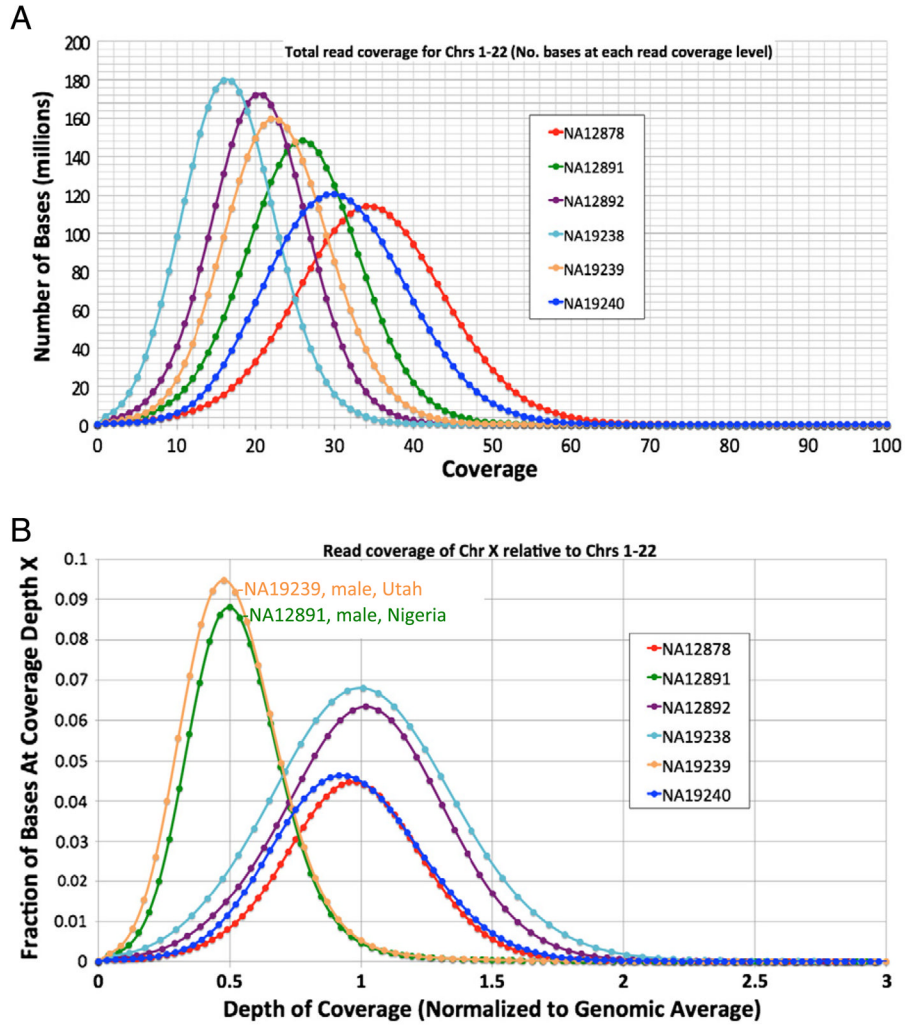 A
Total read coverage for Chrs 1-22 (No. bases at each read coverage level)
Number of Bases (millions)
200
180
160
140
120
100
80
60
40
20
0
NA12878
NA12891
NA12892
NA19238
NA19239
NA19240
0 10 20 30 40 50 60 70 80 90 100
Coverage
B
Read coverage of Chr X relative to Chrs 1-22
Fraction of Bases At Coverage Depth X
0.1
0.09
0.08
0.07
0.06
0.05
0.04
0.03
0.02
0.01
0
NA19239, male, Utah
NA12891, male, Nigeria
NA12878
NA12891
NA12892
NA19238
NA19239
NA19240
0 0.5 1 1.5 2 2.5 3
Depth of Coverage (Normalized to Genomic Average)